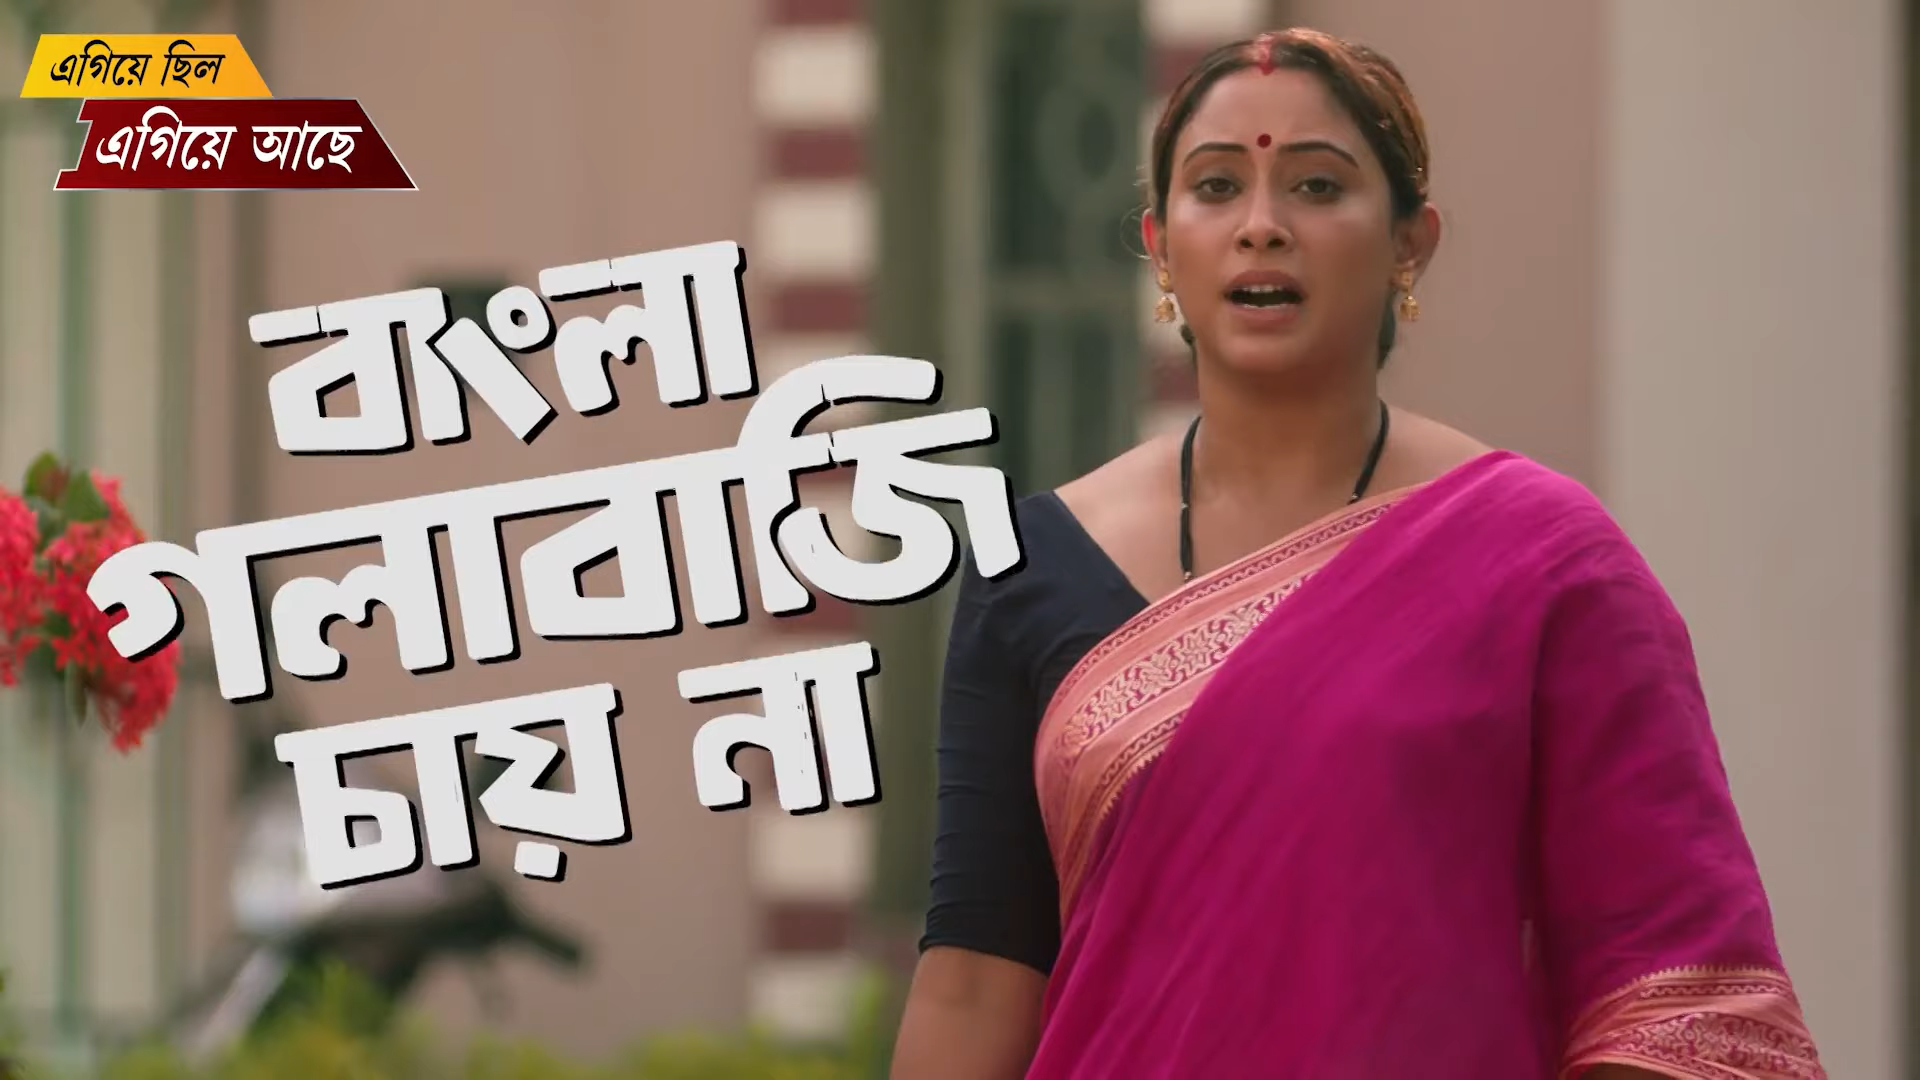 এগিয়ে ছিল
এগিয়ে আছে
বাংলা
গলাবাজি
চায় না